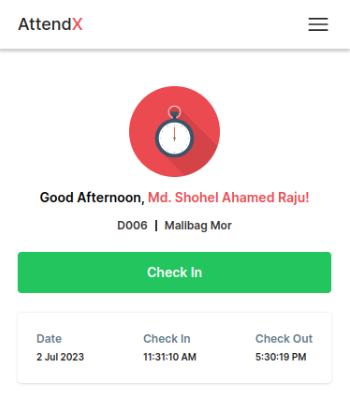 AttendX
Good Afternoon, Md. Shohel Ahamed Raju!
D006 | Malibag Mor
Check In
Date Check In Check Out
2 Jul 2023 11:31:10 AM 5:30:19 PM